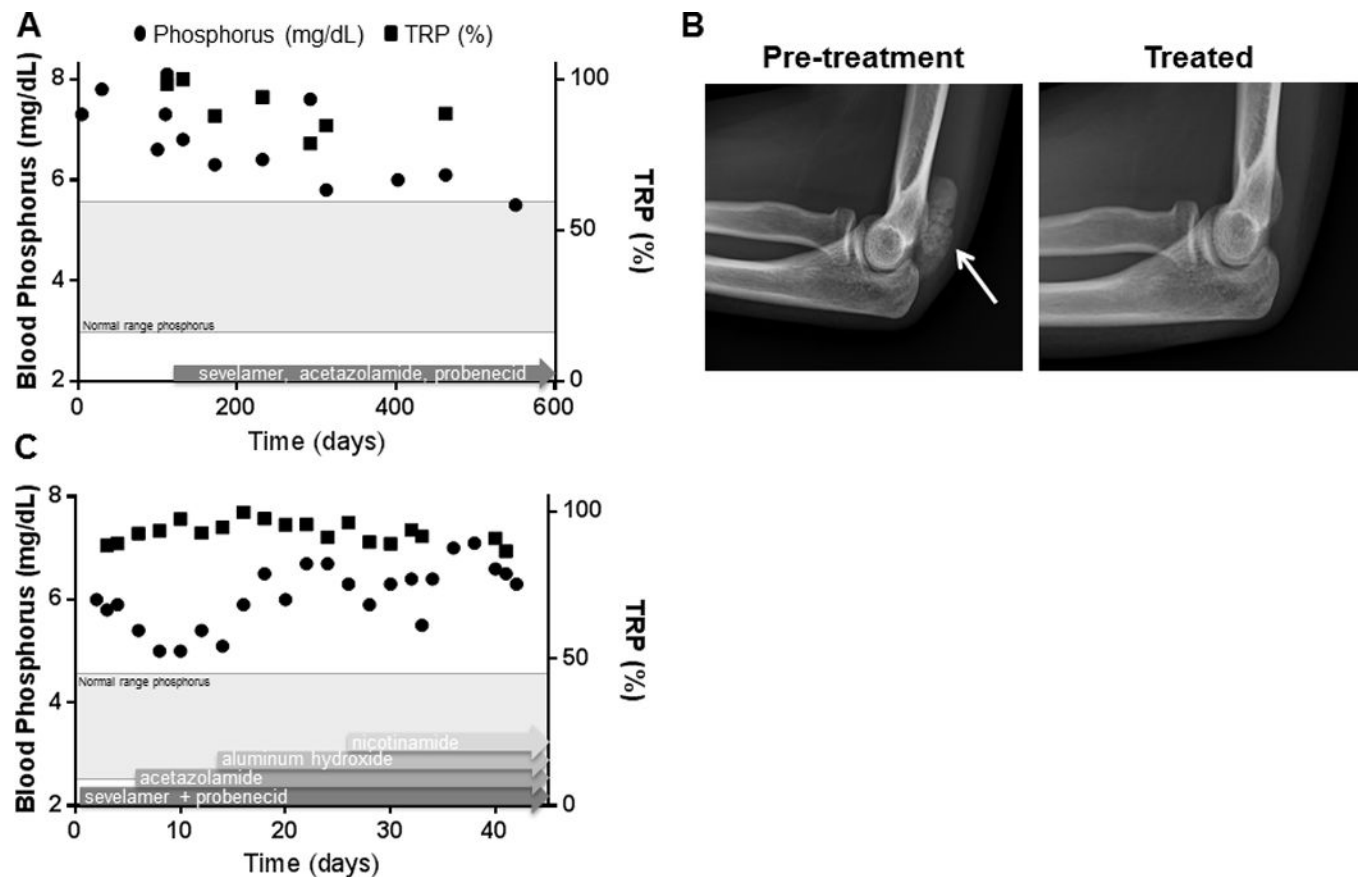 A
● Phosphorus (mg/dL) ■ TRP (%)
Blood Phosphorus (mg/dL)
8
6
4
2
100
50
0
TRP (%)
Normal range phosphorus
sevelamer, acetazolamide, probenecid
200
400
600
0
Time (days)
B
Pre-treatment
Treated
C
Blood Phosphorus (mg/dL)
8
6
4
2
100
50
0
TRP (%)
Normal range phosphorus
nicotinamide
aluminum hydroxide
acetazolamide
sevelamer + probenecid
0
10
20
30
40
Time (days)